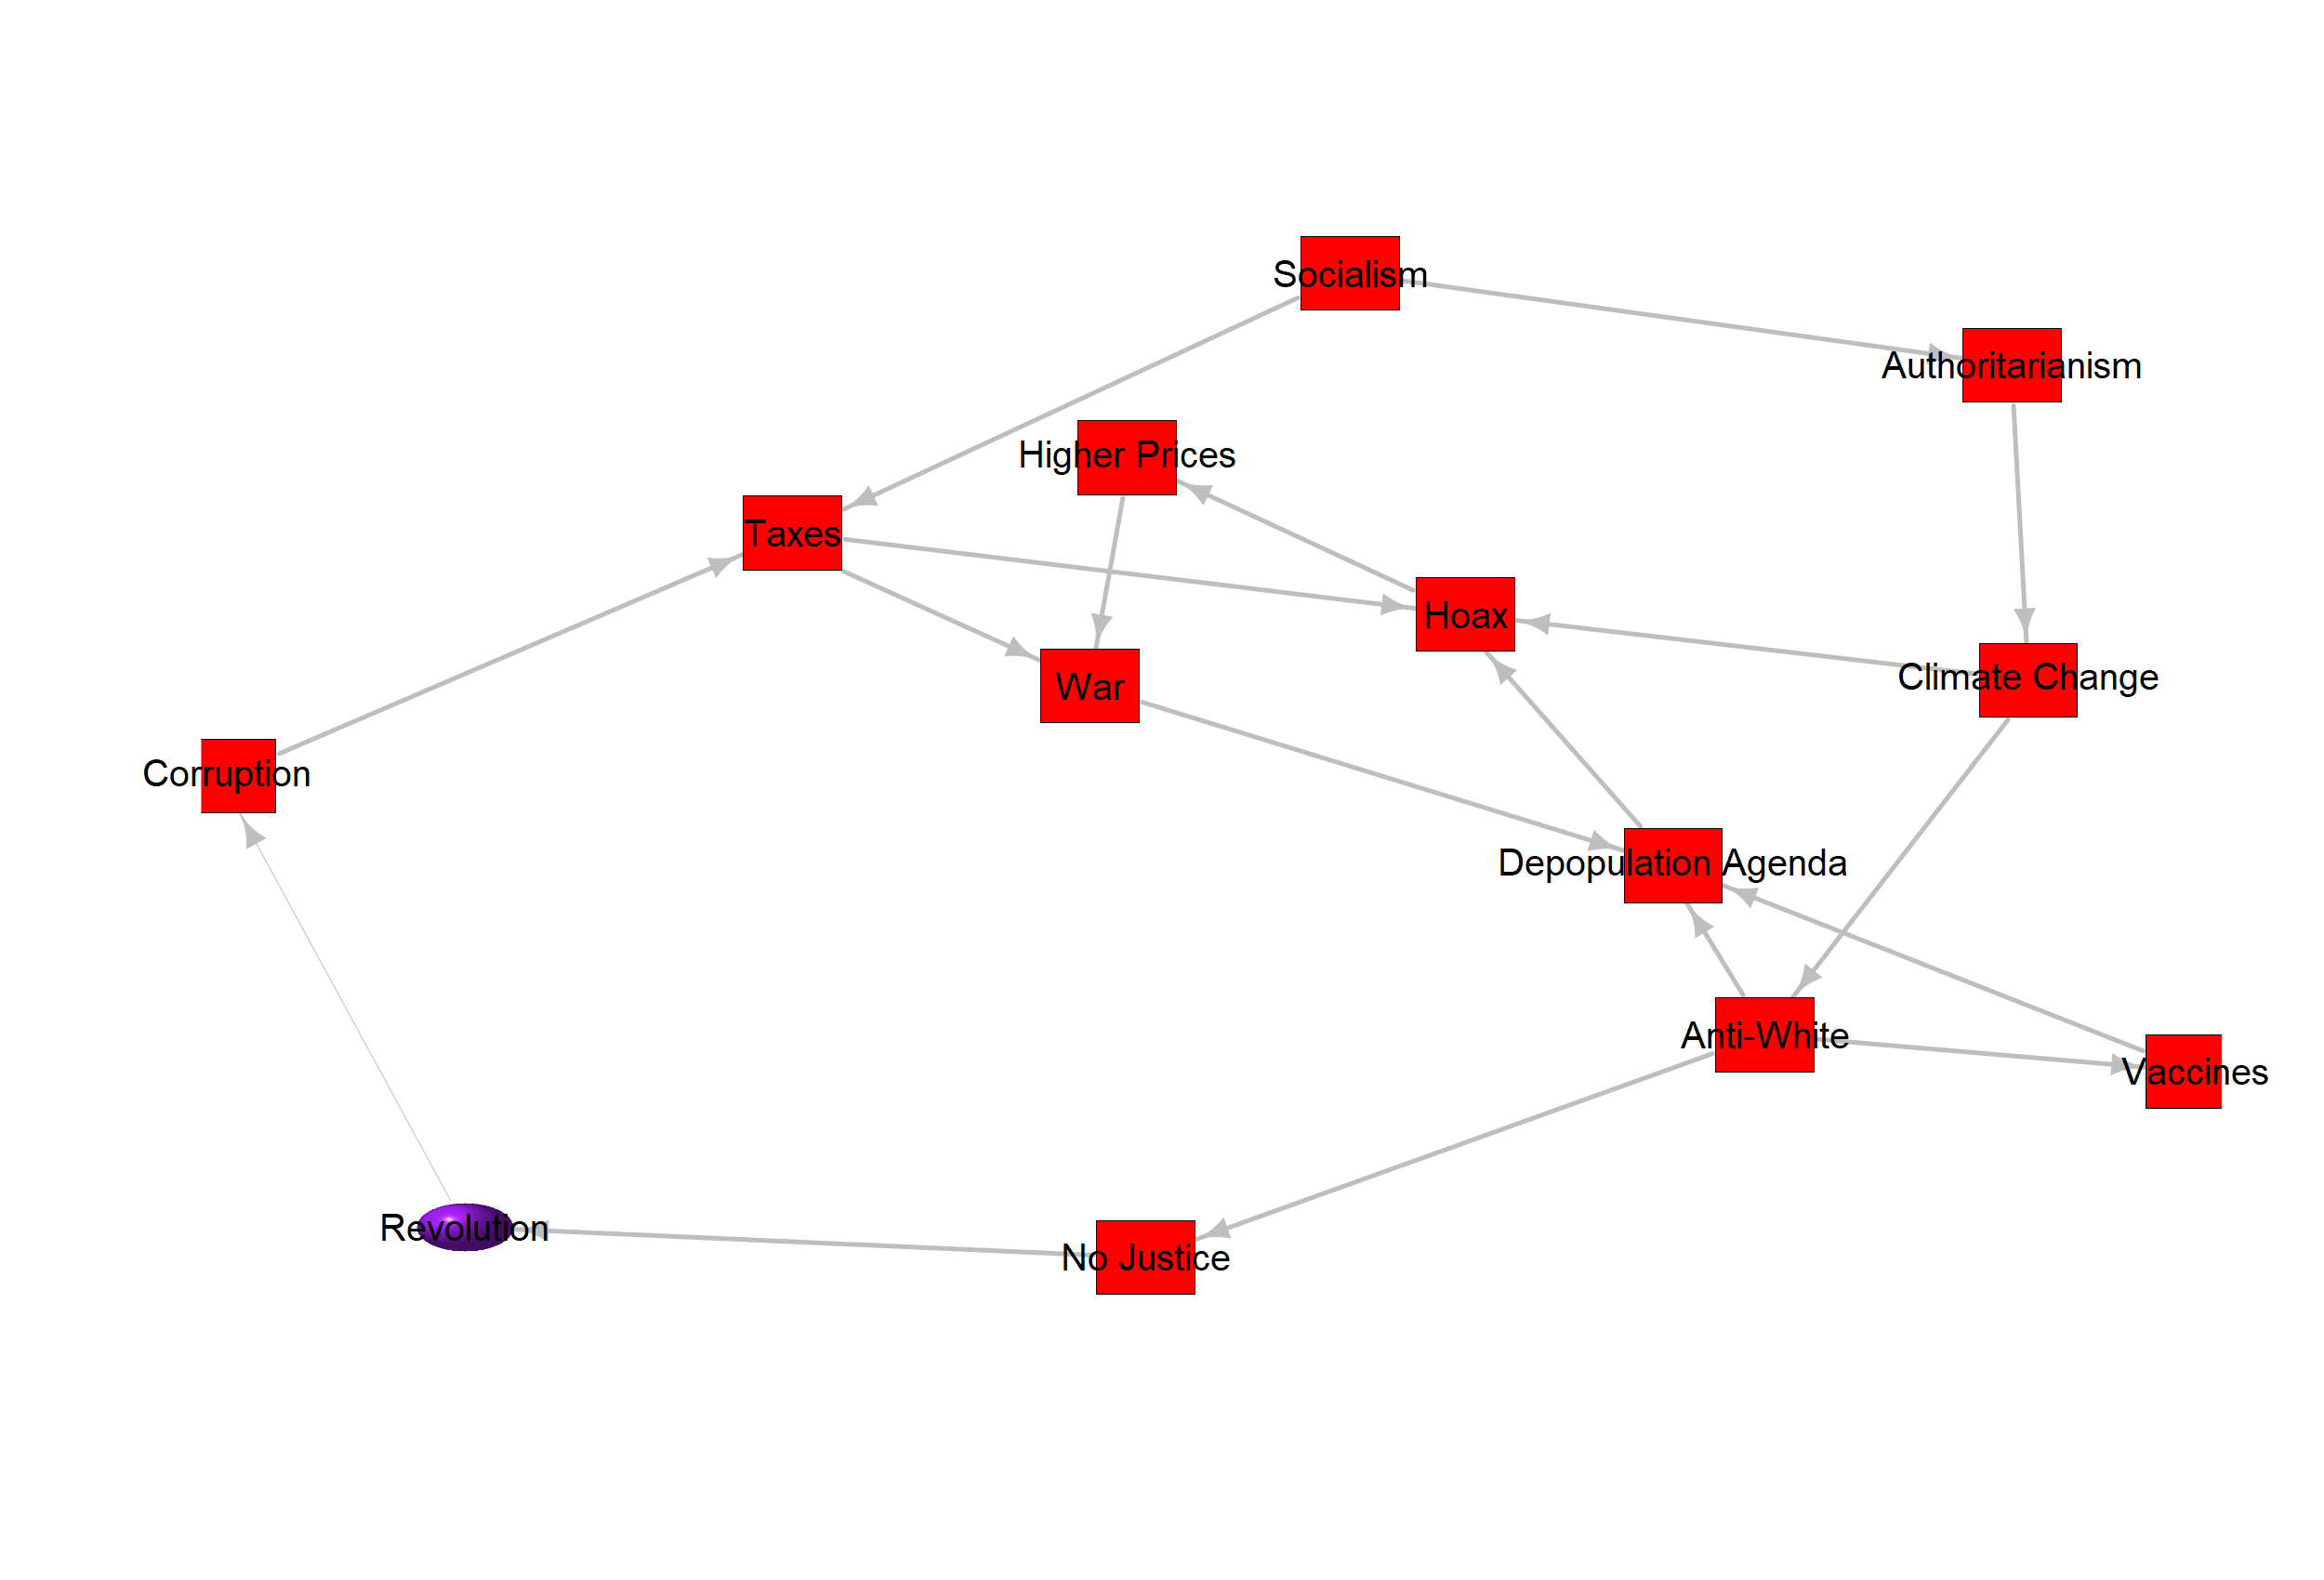 Socialism
Authoritarianism
Higher Prices
Taxes
Hoax
Climate Change
War
Corruption
Depopulation Agenda
Anti-White
Vaccines
Revolution
No Justice